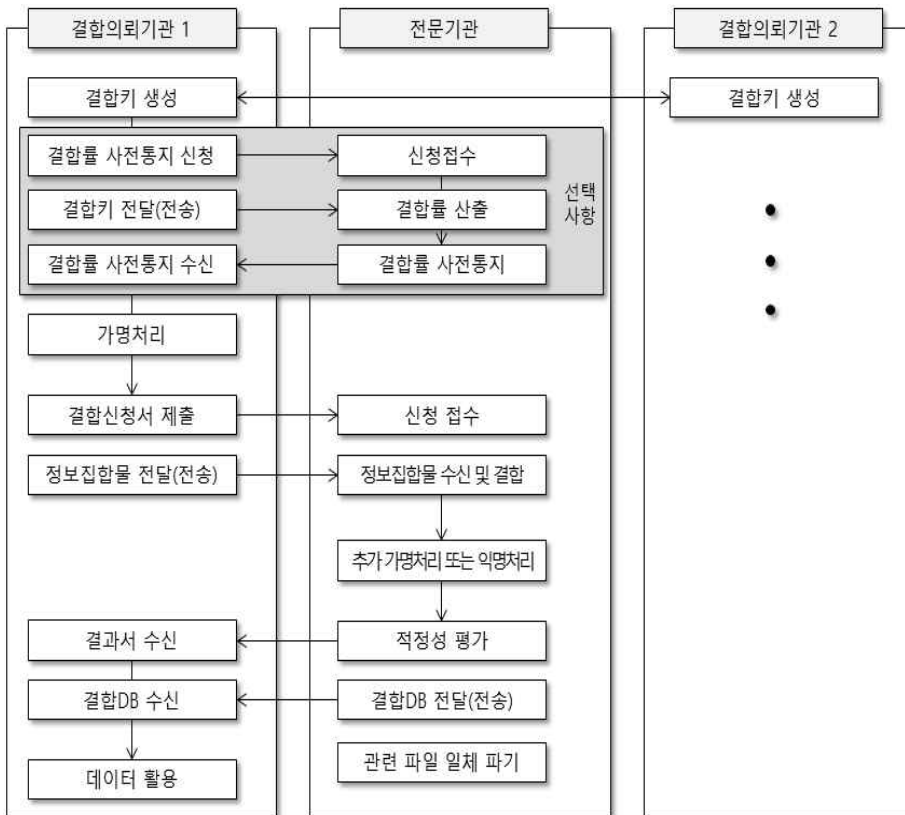 결합의뢰기관 1
전문기관
결합의뢰기관 2
결합키 생성
결합키 생성
결합률 사전통지 신청
신청접수
선택
사항
결합키 전달(전송)
결합률 산출
결합률 사전통지 수신
결합률 사전통지
가명처리
결합신청서 제출
신청 접수
정보집합물 전달(전송)
정보집합물 수신 및 결합
추가 가명처리 또는 익명처리
결과서 수신
적정성 평가
결합DB 수신
결합DB 전달(전송)
데이터 활용
관련 파일 일체 파기